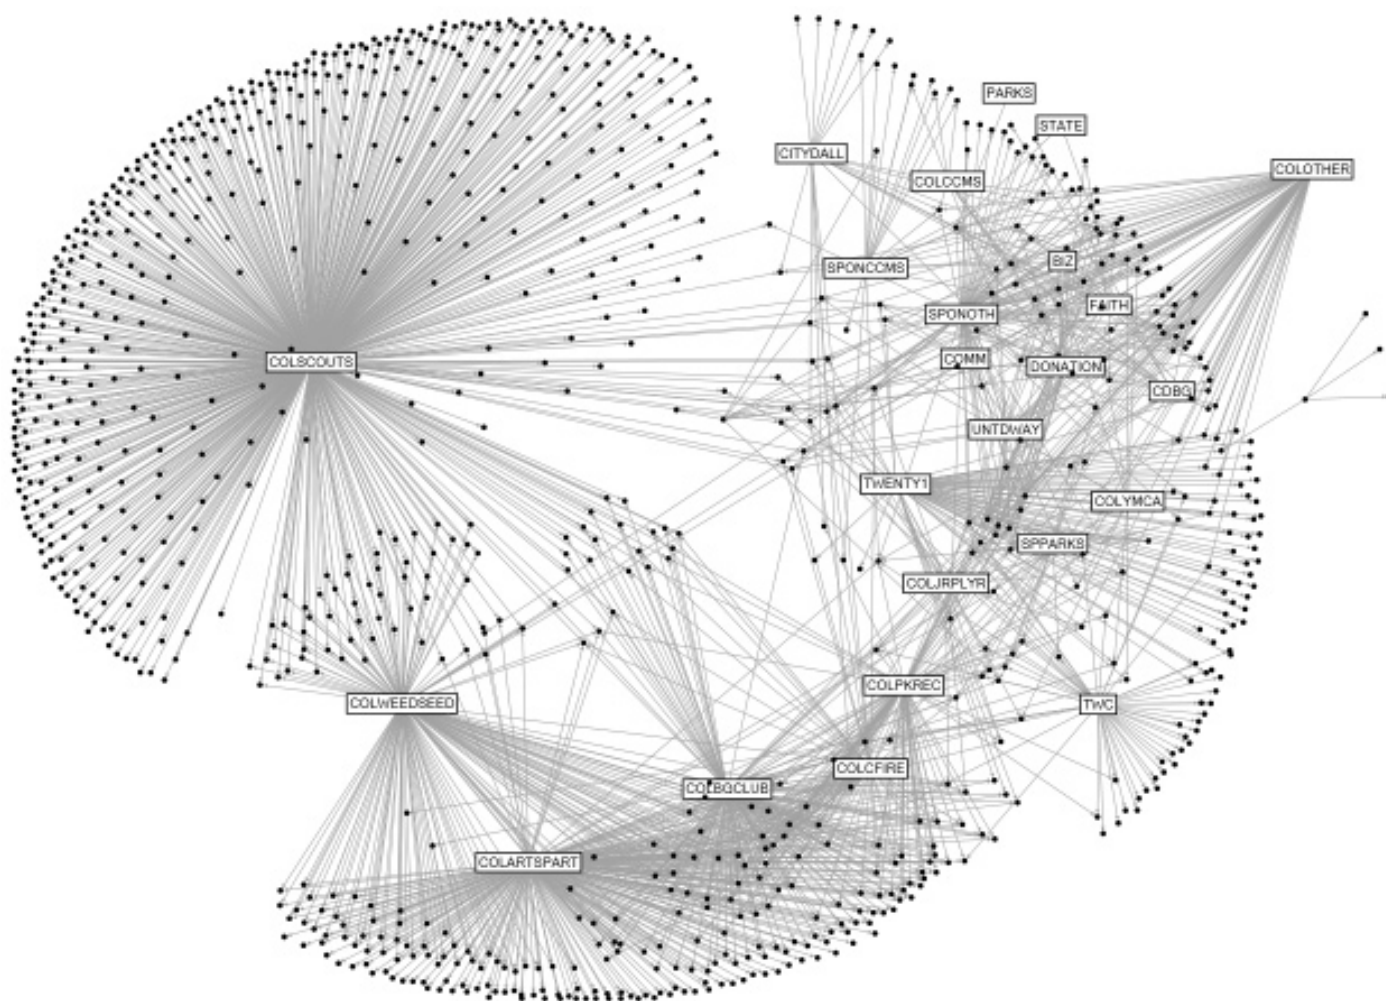 PARKS
STATE
CITYDALL
COLOTHER
COLCCMS
BIZ
SPONCCMS
FAITH
SPONOTH
COMM
DONATION
COLSCOUTS
CDBG
UNTDWAY
TWENTY1
COLYMCA
SPPARKS
COLJRPLYR
COLPKREC
COLWEEDSEED
TWC
COLCFIRE
COLBGCLUB
COLARTSPART